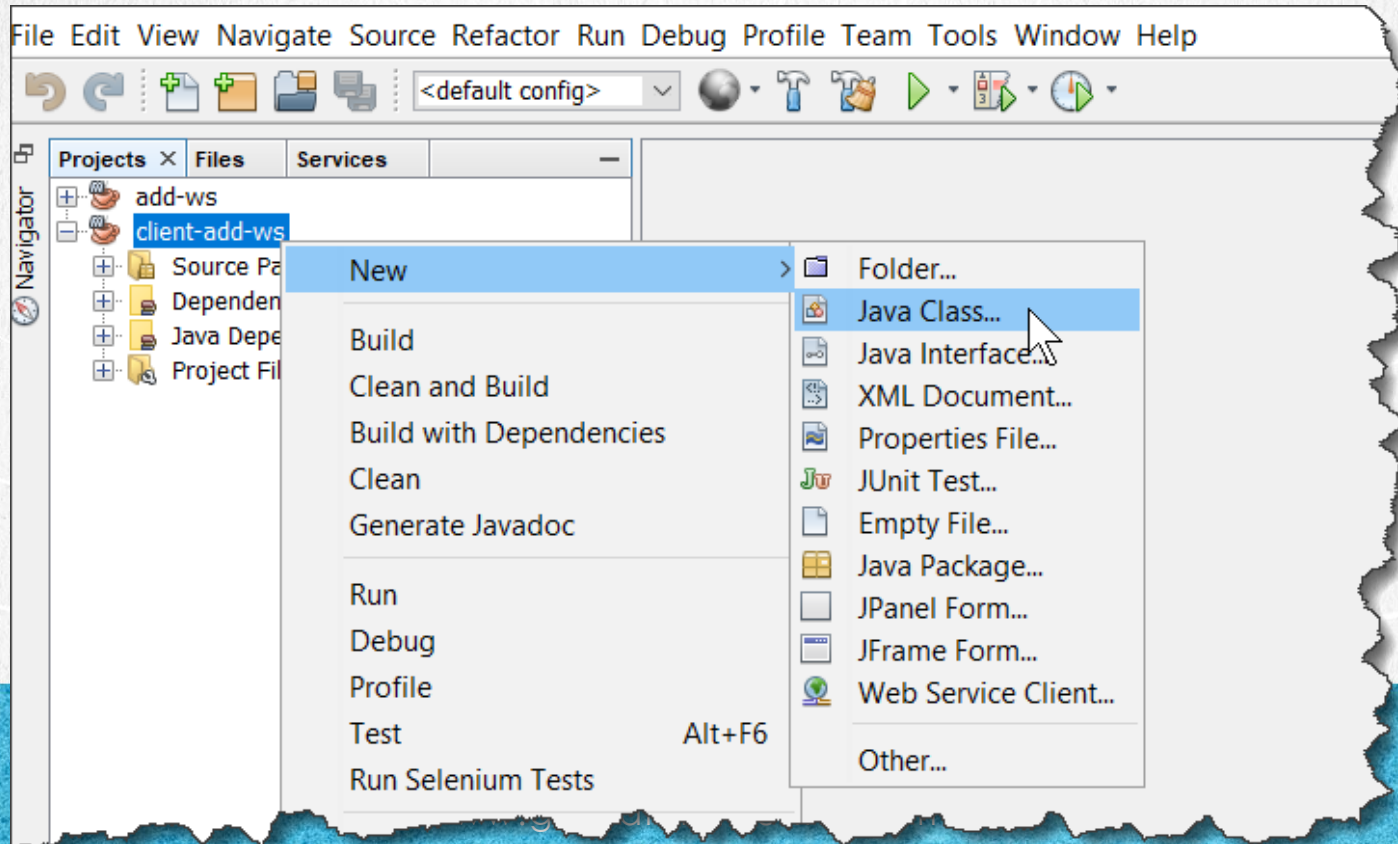 File Edit View Navigate Source Refactor Run Debug Profile Team Tools Window Help
<default config>
Projects Files Services
Navigator
add-ws
client-add-ws
Source Pa
Dependen
Java Depe
Project Fil
New
Build
Clean and Build
Build with Dependencies
Clean
Generate Javadoc
Run
Debug
Profile
Test Alt+F6
Run Selenium Tests
Folder...
Java Class...
Java Interface...
XML Document...
Properties File...
JUnit Test...
Empty File...
Java Package...
JPanel Form...
JFrame Form...
Web Service Client...
Other...